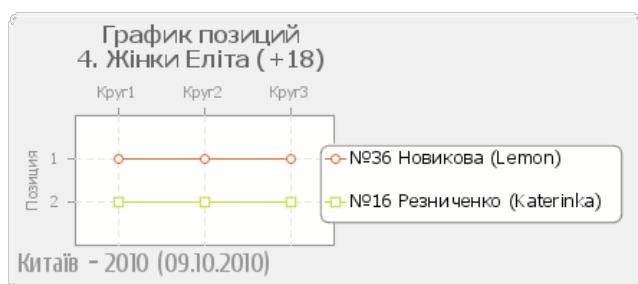 График позиций
4. Жінки Еліта (+18)
Круг1 Круг2 Круг3
Позиция
1
2
№36 Новикова (Lemon)
№16 Резниченко (Katerinka)
Китаїв - 2010 (09.10.2010)